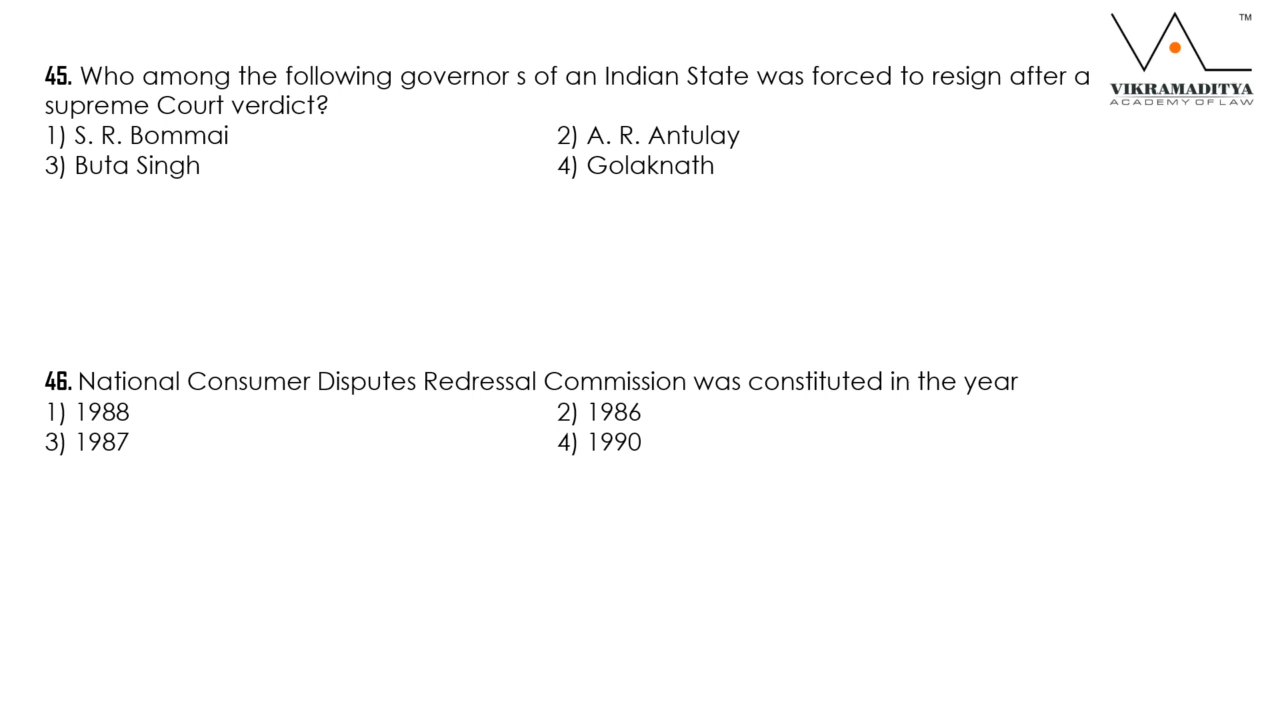 TM
VIKRAMADITYA
ACADEMY OF LAW
45. Who among the following governor s of an Indian State was forced to resign after a
supreme Court verdict?
1) S. R. Bommai 2) A. R. Antulay
3) Buta Singh 4) Golaknath
46. National Consumer Disputes Redressal Commission was constituted in the year
1) 1988 2) 1986
3) 1987 4) 1990